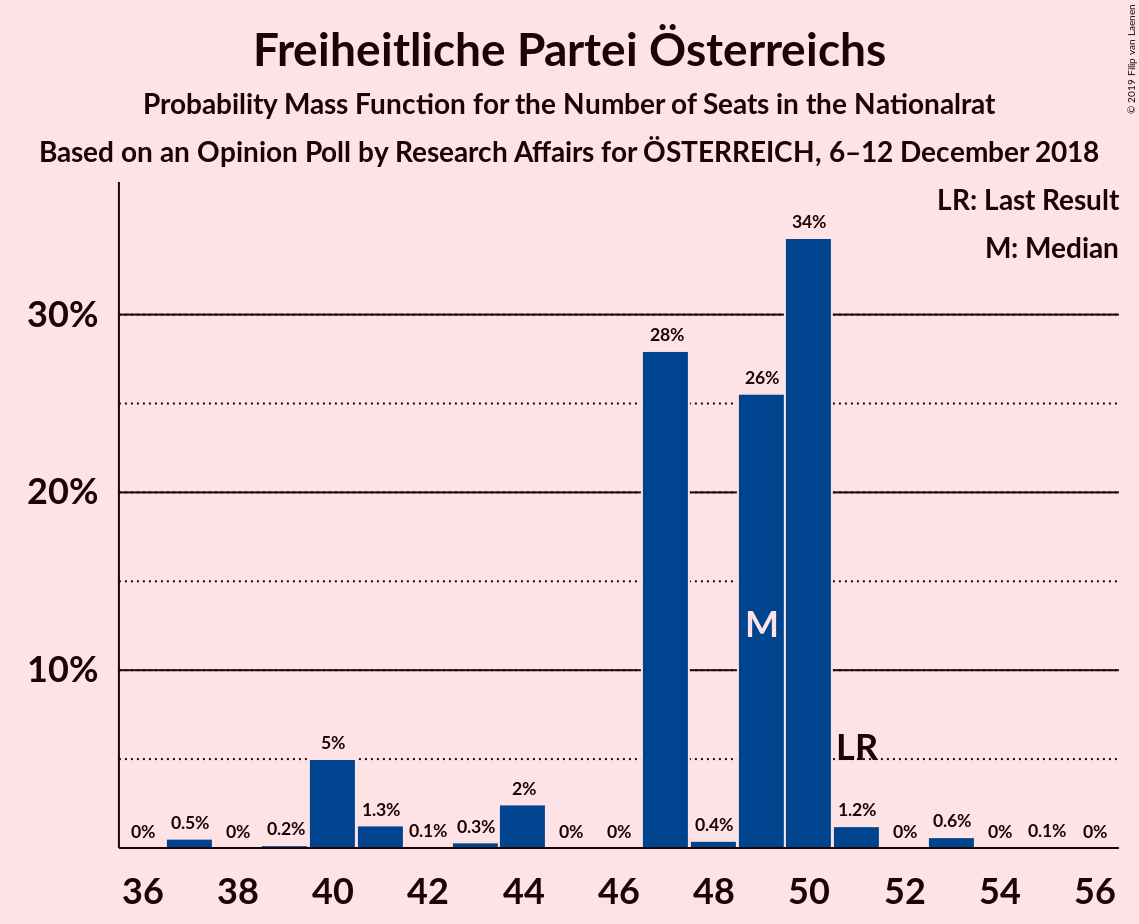 Freiheitliche Partei Österreichs
Probability Mass Function for the Number of Seats in the Nationalrat
Based on an Opinion Poll by Research Affairs for ÖSTERREICH, 6–12 December 2018
© 2019 Filip van Laenen
LR: Last Result
M: Median
30%
20%
10%
0% 0.5% 0% 0.2% 5% 1.3% 0.1% 0.3% 2% 0% 0% 28% 0.4% 26% 34% 1.2% 0% 0.6% 0% 0.1% 0%
M
LR
36 38 40 42 44 46 48 50 52 54 56